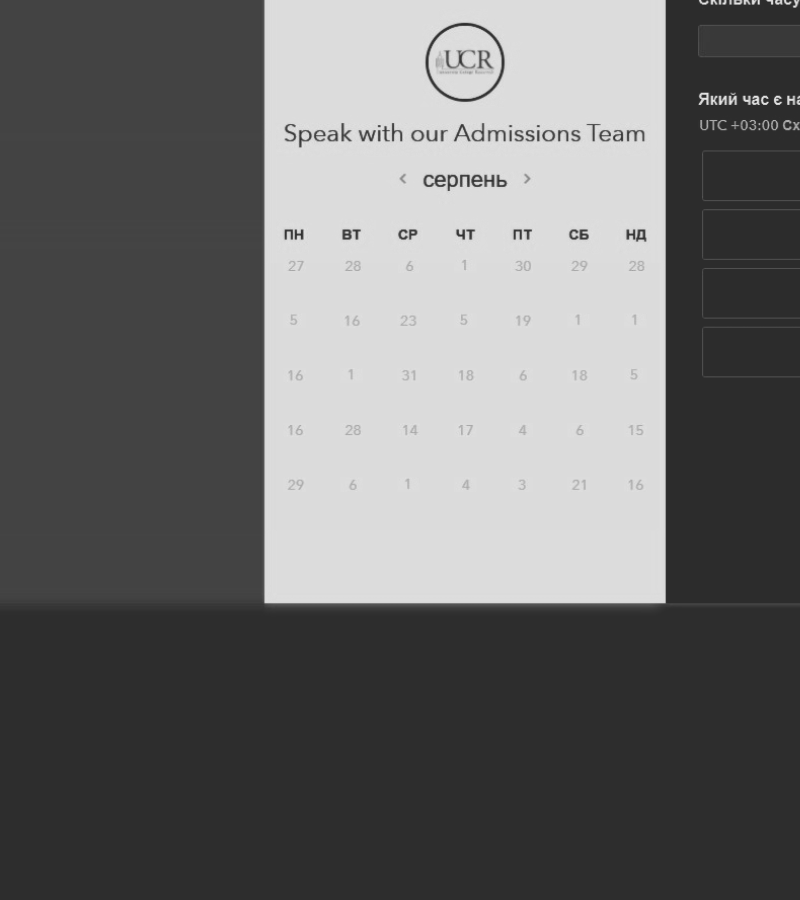 UCR
Speak with our Admissions Team
< серпень >
ПН ВТ СР ЧТ ПТ СБ НД
27 28 6 1 30 29 28
5 16 23 5 19 1 1
16 1 31 18 6 18 5
16 28 14 17 4 6 15
29 6 1 4 3 21 16
Скільки часу
Який час є на
UTC +03:00 Сх